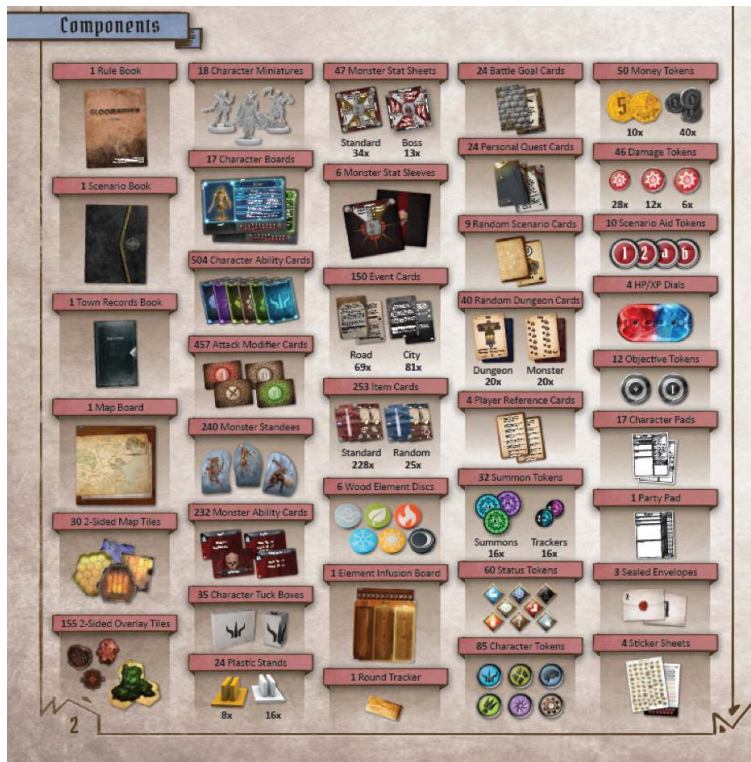 Components
1 Rule Book
GLOOMHAVEN
1 Scenario Book
1 Town Records Book
1 Map Board
30 2-Sided Map Tiles
155 2-Sided Overlay Tiles
18 Character Miniatures
17 Character Boards
504 Character Ability Cards
457 Attack Modifier Cards
240 Monster Standees
232 Monster Ability Cards
35 Character Tuck Boxes
24 Plastic Stands
8x 16x
47 Monster Stat Sheets
Standard Boss
34x 13x
6 Monster Stat Sleeves
150 Event Cards
Road City
69x 81x
253 Item Cards
Standard Random
228x 25x
6 Wood Element Discs
1 Element Infusion Board
1 Round Tracker
24 Battle Goal Cards
24 Personal Quest Cards
9 Random Scenario Cards
40 Random Dungeon Cards
Dungeon Monster
20x 20x
4 Player Reference Cards
32 Summon Tokens
Summons Trackers
16x 16x
60 Status Tokens
85 Character Tokens
50 Money Tokens
5
10x 40x
46 Damage Tokens
28x 12x 6x
10 Scenario Aid Tokens
1 2 a b
4 HP/XP Dials
12 Objective Tokens
17 Character Pads
1 Party Pad
3 Sealed Envelopes
4 Sticker Sheets
2